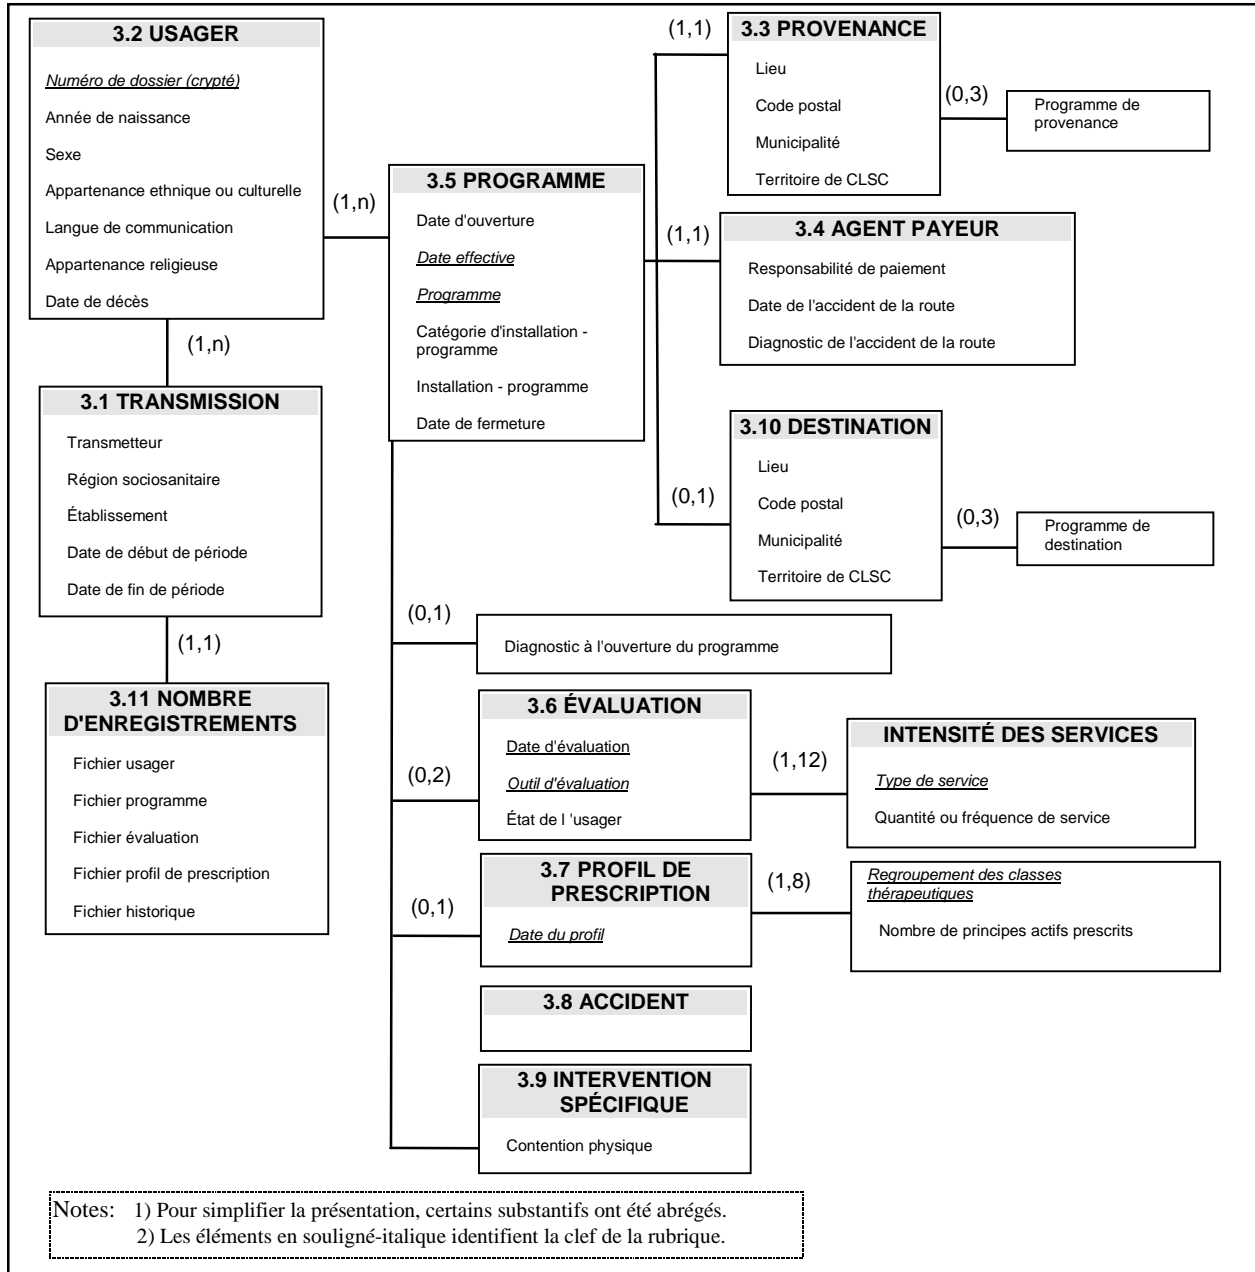 3.2 USAGER
Numéro de dossier (crypté)
Année de naissance
Sexe
Appartenance ethnique ou culturelle
Langue de communication
Appartenance religieuse
Date de décès
(1,n)
(1,n)
3.1 TRANSMISSION
Transmetteur
Région sociosanitaire
Établissement
Date de début de période
Date de fin de période
(1,1)
3.11 NOMBRE
D'ENREGISTREMENTS
Fichier usager
Fichier programme
Fichier évaluation
Fichier profil de prescription
Fichier historique
3.5 PROGRAMME
Date d'ouverture
Date effective
Programme
Catégorie d'installation -
programme
Installation - programme
Date de fermeture
(1,1)
3.3 PROVENANCE
Lieu
Code postal
Municipalité
Territoire de CLSC
(0,3)
Programme de
provenance
(1,1)
3.4 AGENT PAYEUR
Responsabilité de paiement
Date de l'accident de la route
Diagnostic de l'accident de la route
(0,1)
3.10 DESTINATION
Lieu
Code postal
Municipalité
Territoire de CLSC
(0,3)
Programme de
destination
(0,1)
Diagnostic à l'ouverture du programme
(0,2)
3.6 ÉVALUATION
Date d'évaluation
Outil d'évaluation
État de l 'usager
(1,12)
INTENSITÉ DES SERVICES
Type de service
Quantité ou fréquence de service
(0,1)
3.7 PROFIL DE
PRESCRIPTION
Date du profil
(1,8)
Regroupement des classes
thérapeutiques
Nombre de principes actifs prescrits
3.8 ACCIDENT
3.9 INTERVENTION
SPÉCIFIQUE
Contention physique
Notes: 1) Pour simplifier la présentation, certains substantifs ont été abrégés.
2) Les éléments en souligné-italique identifient la clef de la rubrique.